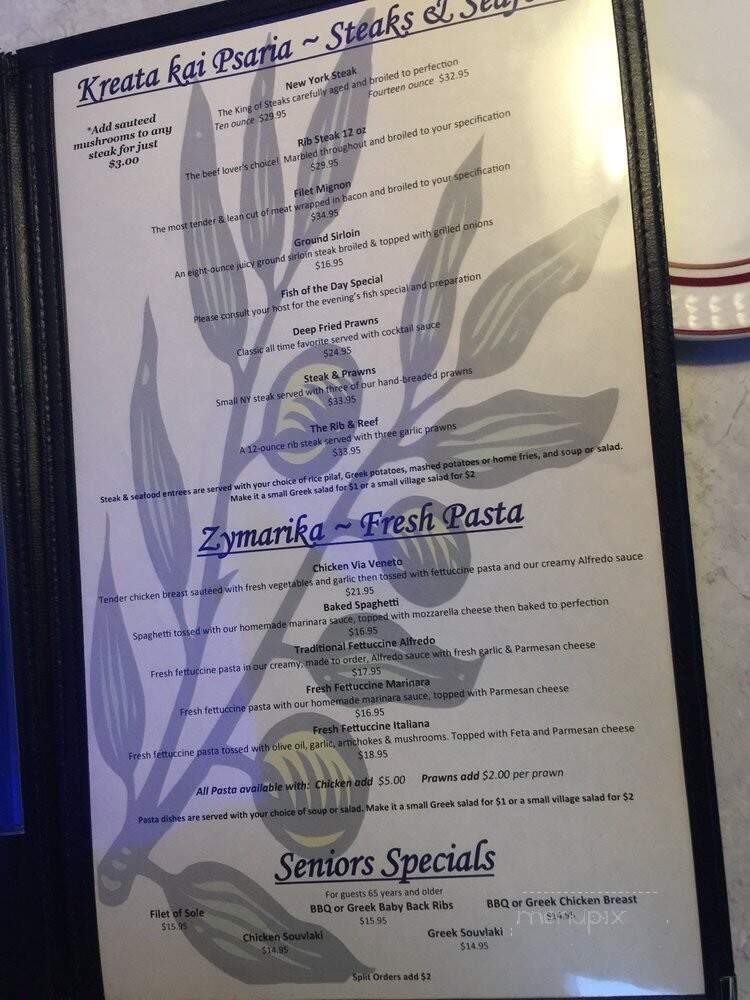 Kreata kai Psaria ~ Steaks &
*Add sauteed
mushrooms to any
steak for just
$3.00
New York Steak
The King of Steaks carefully aged and broiled to perfection
Ten ounce $29.95 Fourteen ounce $32.95
Rib Steak 12 oz
The beef lover's choice! Marbled throughout and broiled to your specification
$29.95
Filet Mignon
The most tender & lean cut of meat wrapped in bacon and broiled to your specification
$34.95
Ground Sirloin
An eight-ounce juicy ground sirloin steak broiled & topped with grilled onions
$16.95
Fish of the Day Special
Please consult your host for the evening's fish special and preparation
Deep Fried Prawns
Classic all time favorite served with cocktail sauce
$24.95
Steak & Prawns
Small NY steak served with three of our hand-breaded prawns
$33.95
The Rib & Reef
A 12-ounce rib steak served with three garlic prawns
$33.95
Steak & seafood entrees are served with your choice of rice pilaf, Greek potatoes, mashed potatoes or home fries, and soup or salad.
Make it a small Greek salad for $1 or a small village salad for $2
Zymarika ~ Fresh Pasta
Chicken Via Veneto
Tender chicken breast sautéed with fresh vegetables and garlic then tossed with fettuccine pasta and our creamy Alfredo sauce
$21.95
Baked Spaghetti
Spaghetti tossed with our homemade marinara sauce, topped with mozzarella cheese then baked to perfection
$16.95
Traditional Fettuccine Alfredo
Fresh fettuccine pasta in our creamy, made to order, Alfredo sauce with fresh garlic & Parmesan cheese
$17.95
Fresh Fettuccine Marinara
Fresh fettuccine pasta with our homemade marinara sauce, topped with Parmesan cheese
$16.95
Fresh Fettuccine Italiana
Fresh fettuccine pasta tossed with olive oil, garlic, artichokes & mushrooms. Topped with Feta and Parmesan cheese
$18.95
All Pasta available with: Chicken add $5.00 Prawns add $2.00 per prawn
Pasta dishes are served with your choice of soup or salad. Make it a small Greek salad for $1 or a small village salad for $2
Seniors Specials
For guests 65 years and older
Filet of Sole BBQ or Greek Baby Back Ribs BBQ or Greek Chicken Breast
$15.95 $15.95 $14.95
Chicken Souvlaki Greek Souvlaki
$14.95 $14.95
Split Orders add $2
menupix